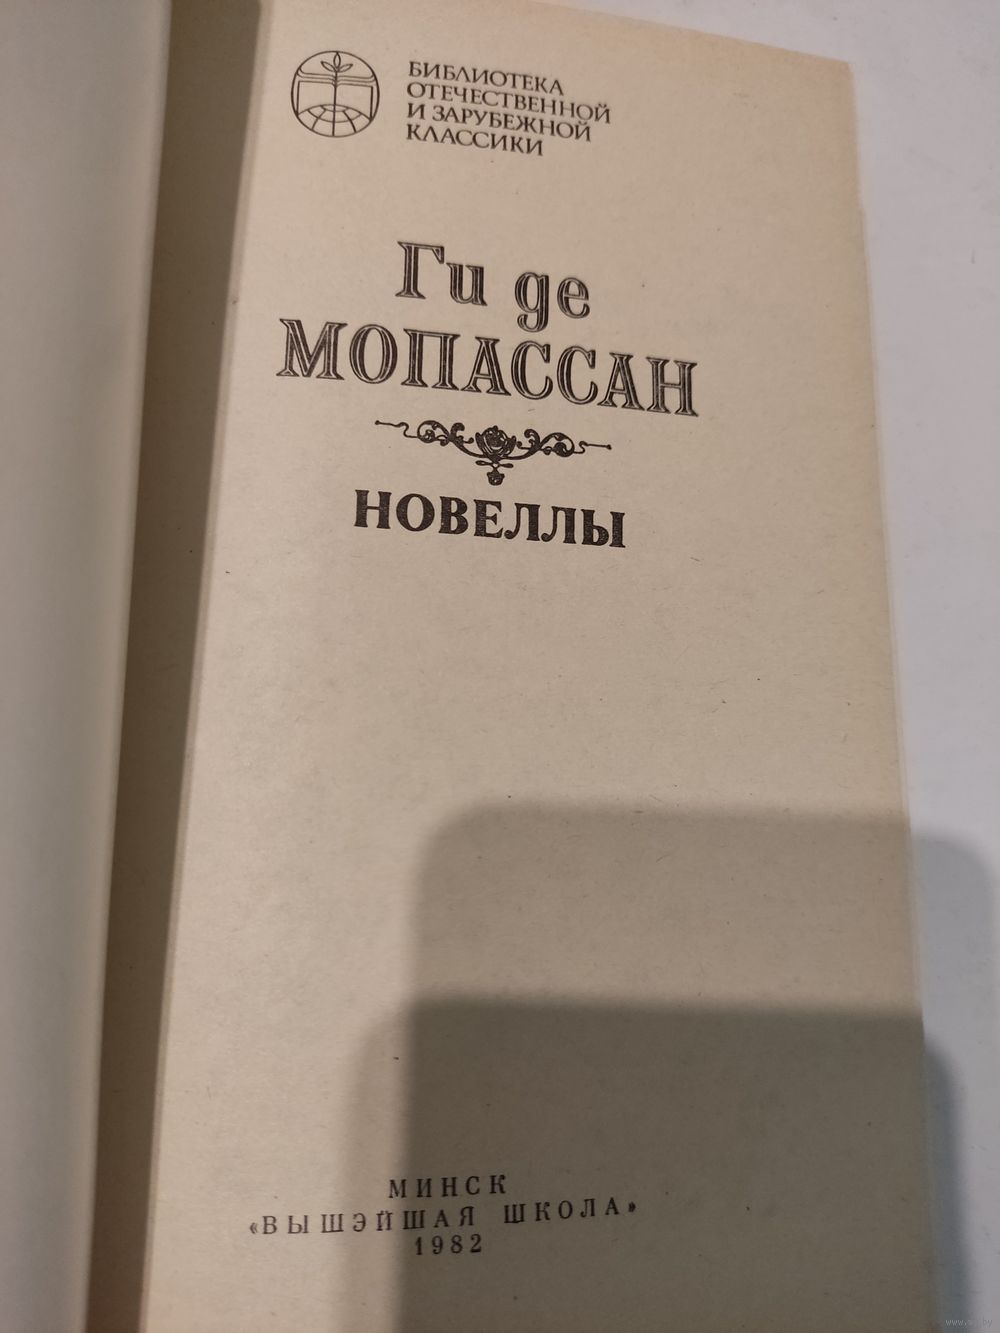 БИБЛИОТЕКА
ОТЕЧЕСТВЕННОЙ
И ЗАРУБЕЖНОЙ
КЛАССИКИ
Ги де
МОПАССАН
НОВЕЛЛЫ
МИНСК
«ВЫШЭЙШАЯ ШКОЛА»
1982